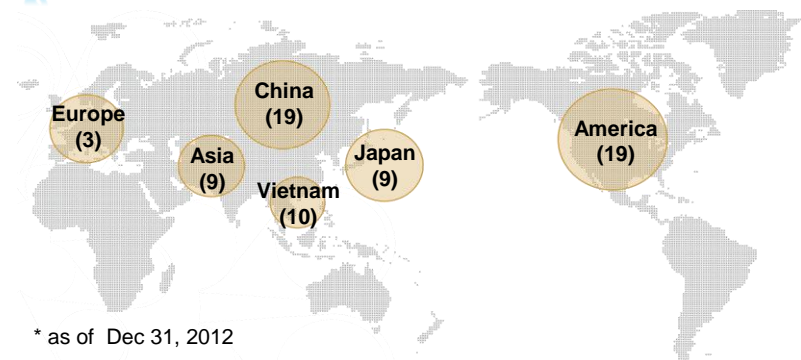 China
(19)
Europe
(3)
America
(19)
Asia
(9)
Japan
(9)
Vietnam
(10)
* as of  Dec 31, 2012